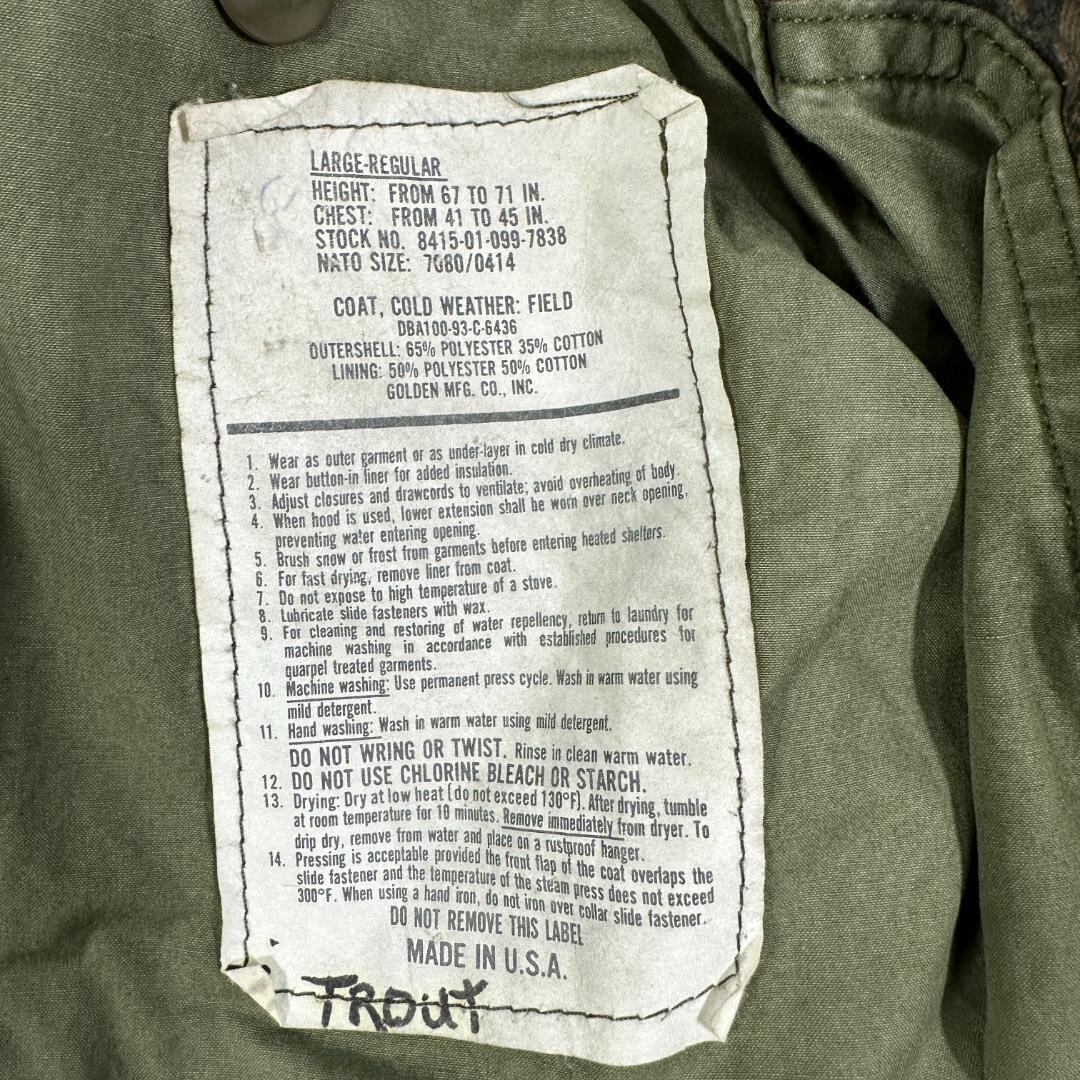 LARGE-REGULAR
HEIGHT: FROM 67 TO 71 IN.
CHEST: FROM 41 TO 45 IN.
STOCK NO. 8415-01-099-7838
NATO SIZE: 7080/0414
COAT, COLD WEATHER: FIELD
DBA100-93-C-6436
OUTERSHELL: 65% POLYESTER 35% COTTON
LINING: 50% POLYESTER 50% COTTON
GOLDEN MFG. CO., INC.
1. Wear as outer garment or as under-layer in cold dry climate.
2. Wear button-in liner for added insulation.
3. Adjust closures and drawcords to ventilate; avoid overheating of body.
4. When hood is used, lower extension shall be worn over neck opening,
preventing water entering opening.
5. Brush snow or frost from garments before entering heated shelters.
6. For fast drying, remove liner from coat.
7. Do not expose to high temperature of a stove.
8. Lubricate slide fasteners with wax.
9. For cleaning and restoring of water repellency, return to laundry for
machine washing in accordance with established procedures for
quarpel treated garments.
10. Machine washing: Use permanent press cycle. Wash in warm water using
mild detergent.
11. Hand washing: Wash in warm water using mild detergent.
DO NOT WRING OR TWIST. Rinse in clean warm water.
12. DO NOT USE CHLORINE BLEACH OR STARCH.
13. Drying: Dry at low heat (do not exceed 130°F). After drying, tumble
at room temperature for 10 minutes. Remove immediately from dryer. To
drip dry, remove from water and place on a rustproof hanger.
14. Pressing is acceptable provided the front flap of the coat overlaps the
slide fastener and the temperature of the steam press does not exceed
300°F. When using a hand iron, do not iron over collar slide fastener.
DO NOT REMOVE THIS LABEL
MADE IN U.S.A.
TROUT